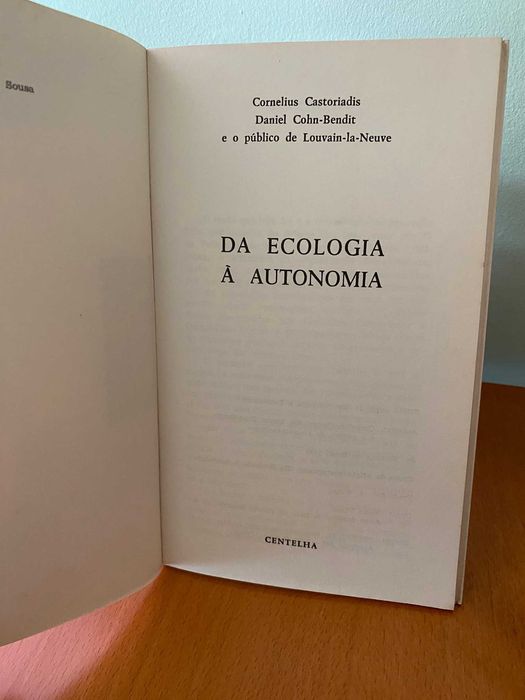 Sousa
Cornelius Castoriadis
Daniel Cohn-Bendit
e o público de Louvain-la-Neuve
DA ECOLOGIA
À AUTONOMIA
CENTELHA